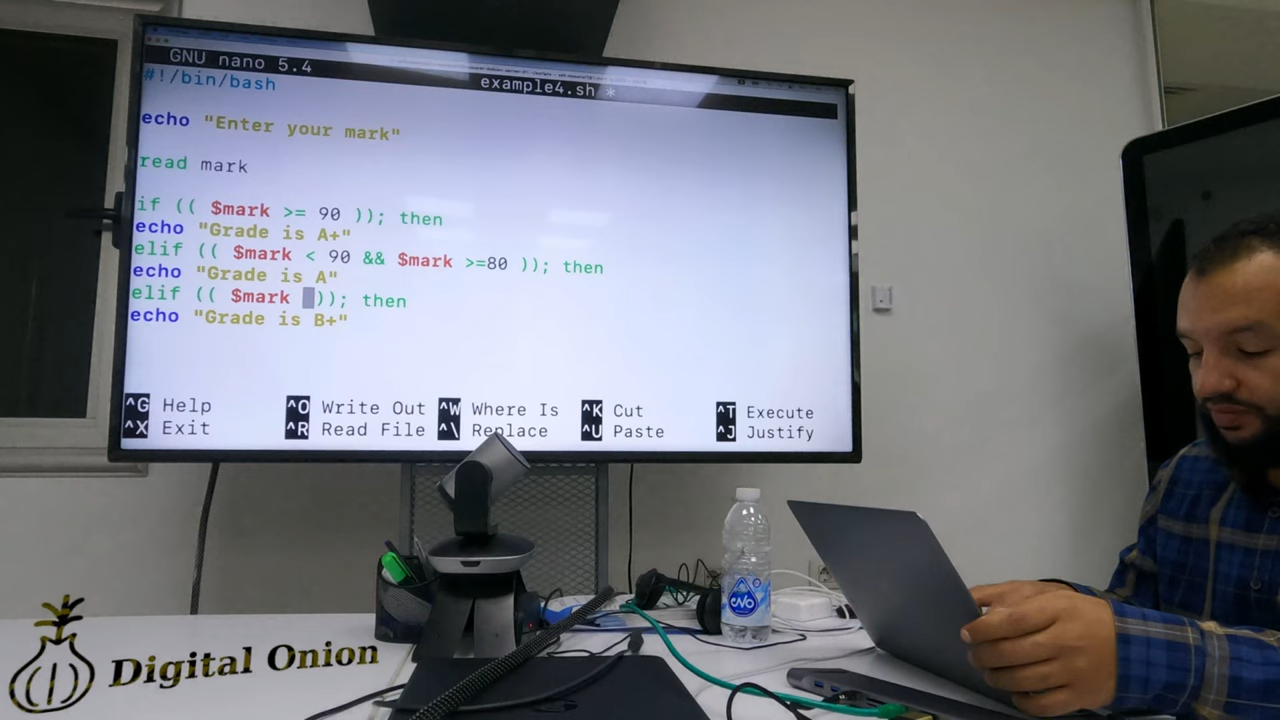 GNU nano 5.4
example4.sh *
#!/bin/bash
echo "Enter your mark"
read mark
if (( $mark >= 90 )); then
echo "Grade is A+"
elif (( $mark < 90 && $mark >=80 )); then
echo "Grade is A"
elif (( $mark )); then
echo "Grade is B+"
^G Help ^O Write Out ^W Where Is ^K Cut ^T Execute
^X Exit ^R Read File ^\ Replace ^U Paste ^J Justify
Digital Onion